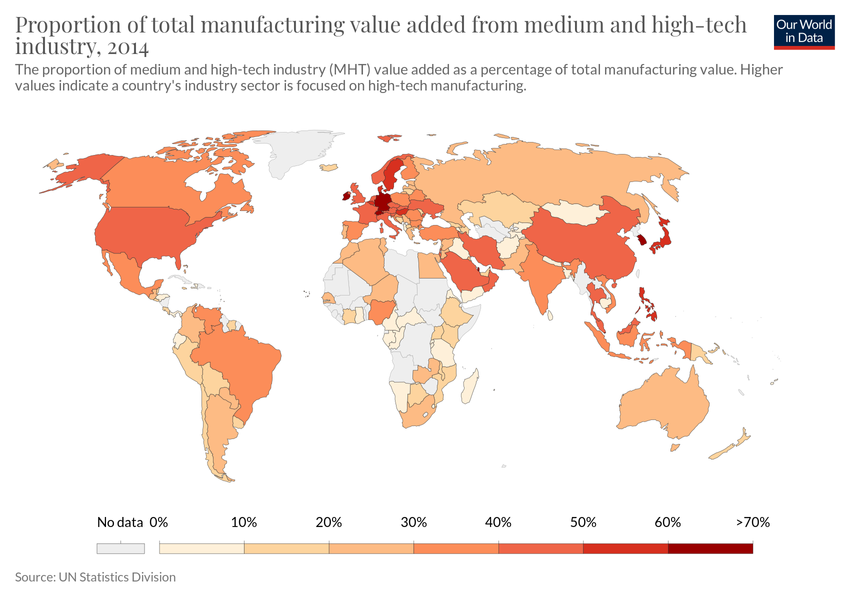 Proportion of total manufacturing value added from medium and high-tech
industry, 2014
Our World
in Data
The proportion of medium and high-tech industry (MHT) value added as a percentage of total manufacturing value. Higher
values indicate a country's industry sector is focused on high-tech manufacturing.
No data 0% 10% 20% 30% 40% 50% 60% >70%
Source: UN Statistics Division